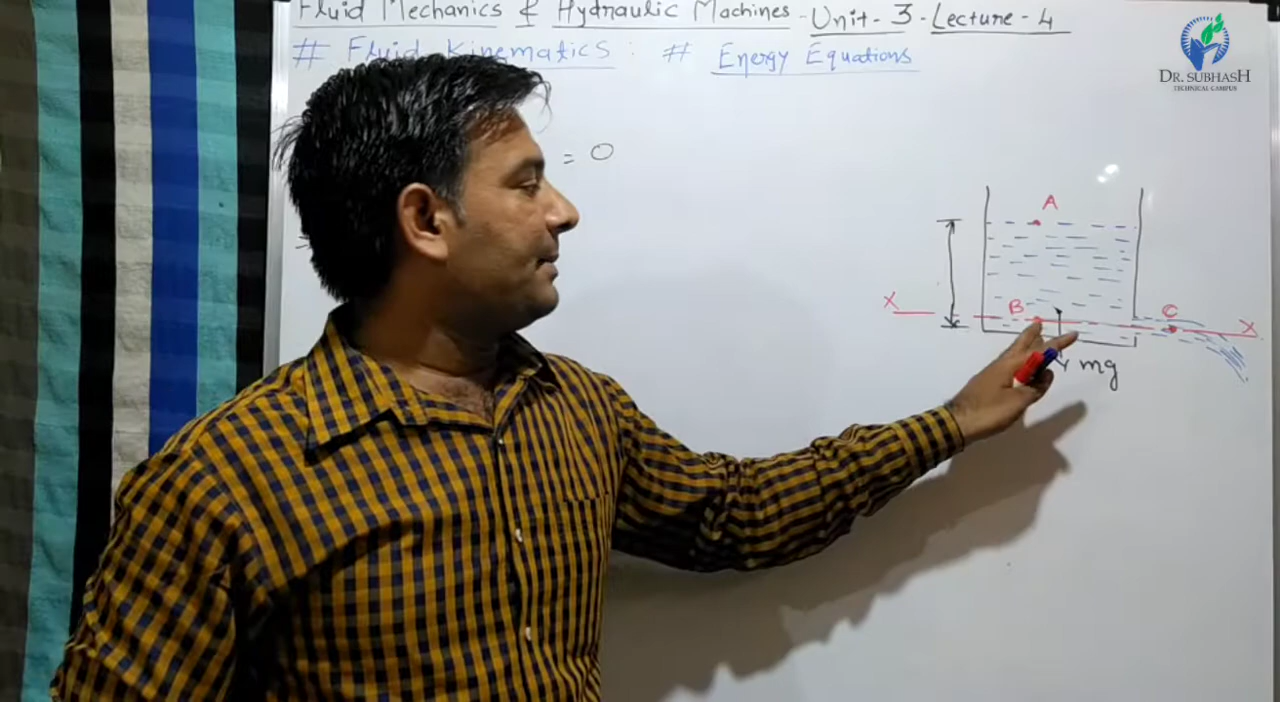 Fluid Mechanics & Hydraulic Machines - Unit - 3 - Lecture - 4
# Fluid Kinematics : # Energy Equations
DR. SUBHASH
TECHNICAL CAMPUS
= 0
A
X B C X
mg